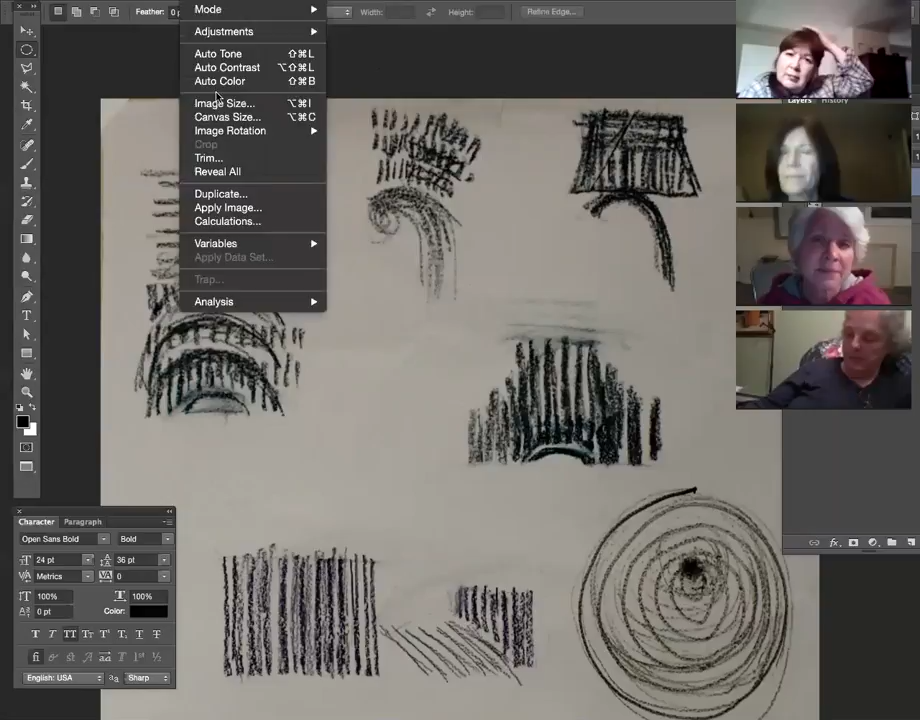 Feather: 0
Width:
Height:
Refine Edge...
Mode
Adjustments
Auto Tone ⇧⌘L
Auto Contrast ⌥⇧⌘L
Auto Color ⇧⌘B
Image Size... ⌥⌘I
Canvas Size... ⌥⌘C
Image Rotation
Crop
Trim...
Reveal All
Duplicate...
Apply Image...
Calculations...
Variables
Apply Data Set...
Trap...
Analysis
Layers History
Character Paragraph
Open Sans Bold Bold
24 pt 36 pt
Metrics 0
100% 100%
0 pt Color:
English: USA Sharp